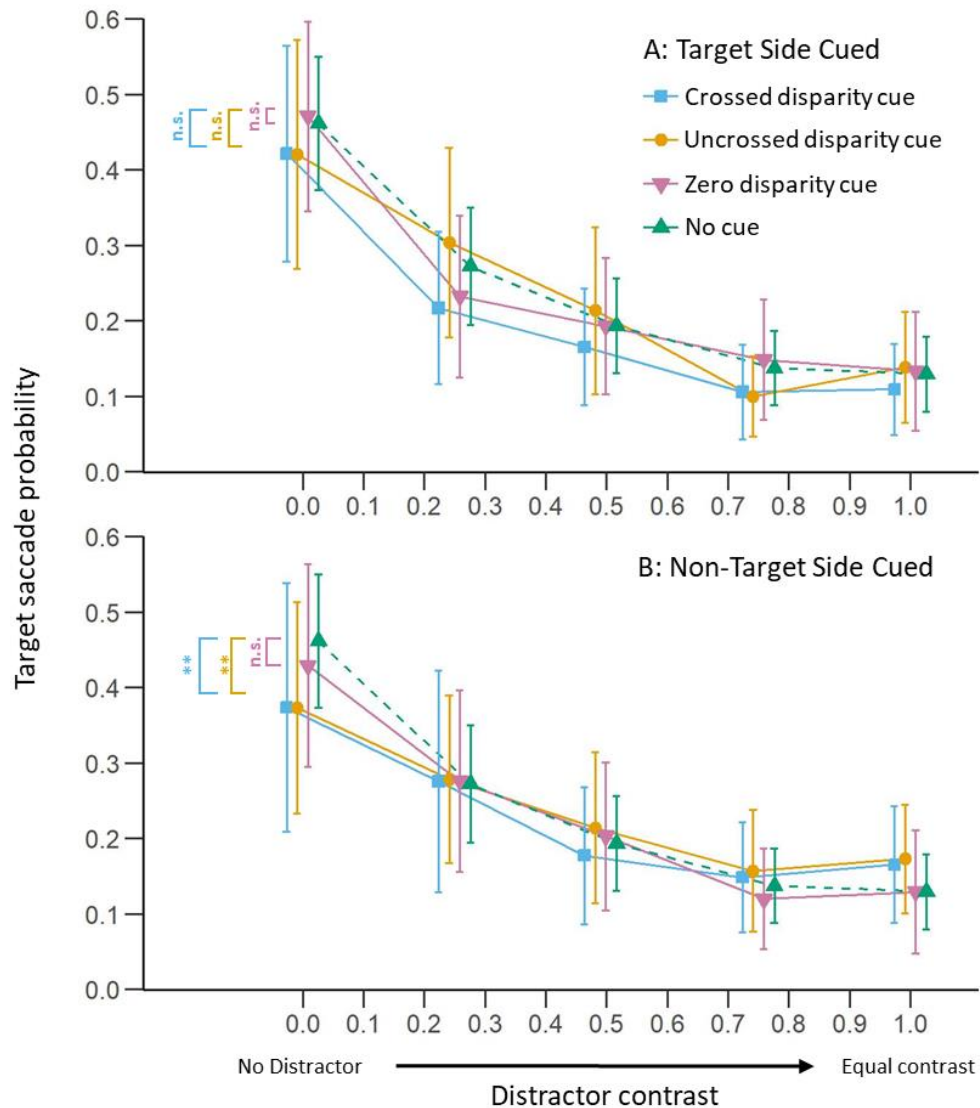 Target saccade probability
0.6
0.5
0.4
0.3
0.2
0.1
0.0
n.s.
n.s.
n.s.
A: Target Side Cued
Crossed disparity cue
Uncrossed disparity cue
Zero disparity cue
No cue
0.0 0.1 0.2 0.3 0.4 0.5 0.6 0.7 0.8 0.9 1.0
0.6
0.5
0.4
0.3
0.2
0.1
0.0
**
**
n.s.
B: Non-Target Side Cued
0.0 0.1 0.2 0.3 0.4 0.5 0.6 0.7 0.8 0.9 1.0
No Distractor Equal contrast
Distractor contrast